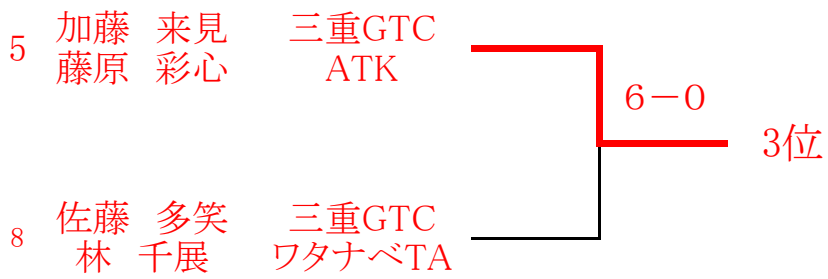 5 加藤 来見 三重GTC
藤原 彩心 ATK
6－0
3位
8 佐藤 多笑 三重GTC
林 千展 ワタナベTA